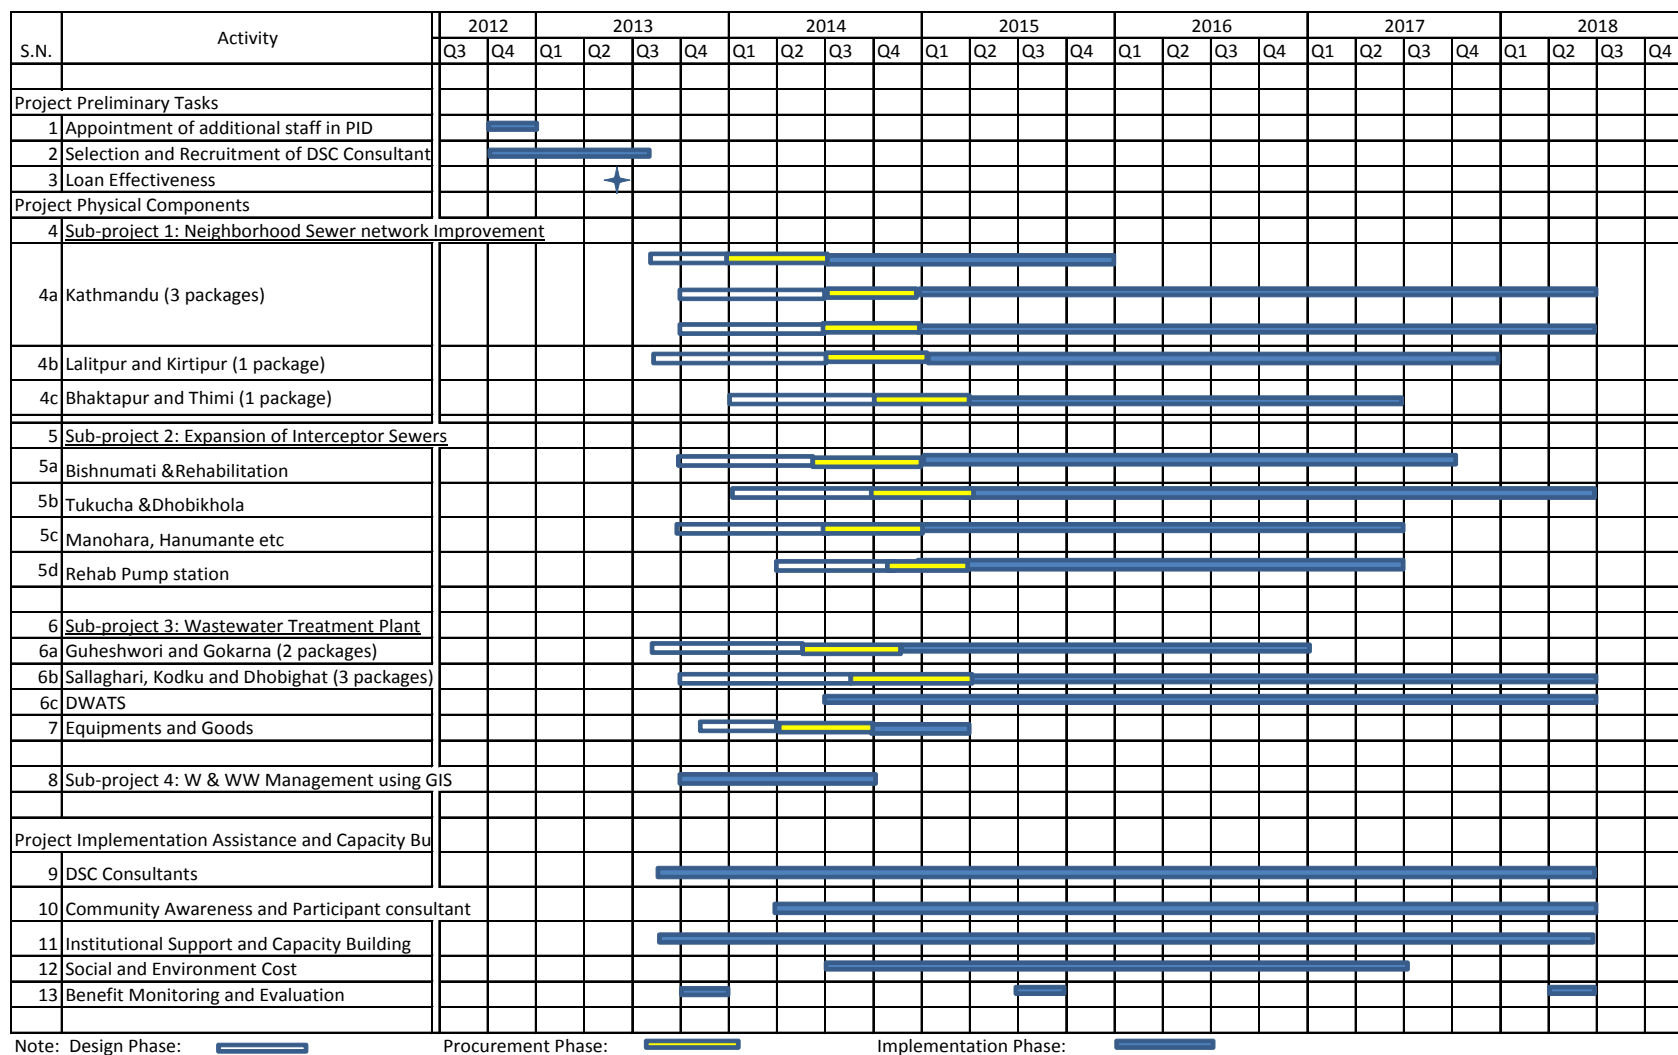 2012 2013 2014 2015 2016 2017 2018
S.N. Activity Q3 Q4 Q1 Q2 Q3 Q4 Q1 Q2 Q3 Q4 Q1 Q2 Q3 Q4 Q1 Q2 Q3 Q4 Q1 Q2 Q3 Q4 Q1 Q2 Q3 Q4
Project Preliminary Tasks
1 Appointment of additional staff in PID
2 Selection and Recruitment of DSC Consultant
3 Loan Effectiveness
Project Physical Components
4 Sub-project 1: Neighborhood Sewer network Improvement
4a Kathmandu (3 packages)
4b Lalitpur and Kirtipur (1 package)
4c Bhaktapur and Thimi (1 package)
5 Sub-project 2: Expansion of Interceptor Sewers
5a Bishnumati &Rehabilitation
5b Tukucha &Dhobikhola
5c Manohara, Hanumante etc
5d Rehab Pump station
6 Sub-project 3: Wastewater Treatment Plant
6a Guheshwori and Gokarna (2 packages)
6b Sallaghari, Kodku and Dhobighat (3 packages)
6c DWATS
7 Equipments and Goods
8 Sub-project 4: W & WW Management using GIS
Project Implementation Assistance and Capacity Bu
9 DSC Consultants
10 Community Awareness and Participant consultant
11 Institutional Support and Capacity Building
12 Social and Environment Cost
13 Benefit Monitoring and Evaluation
Note: Design Phase: Procurement Phase: Implementation Phase: